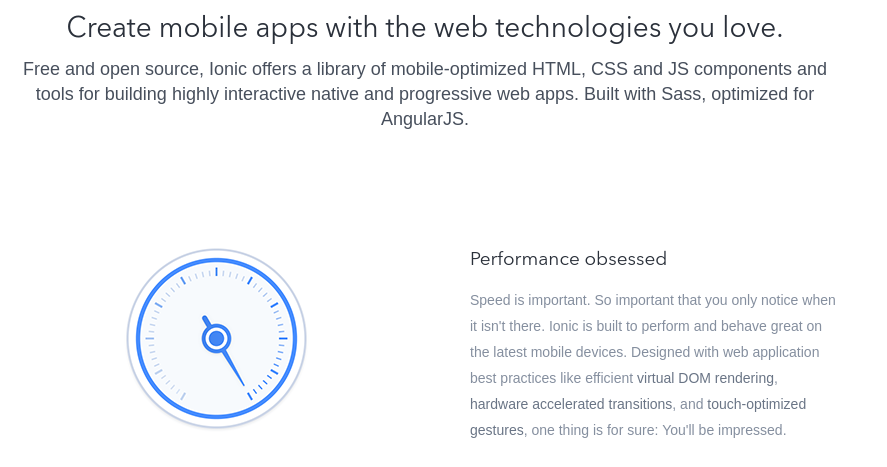 Create mobile apps with the web technologies you love.
Free and open source, Ionic offers a library of mobile-optimized HTML, CSS and JS components and
tools for building highly interactive native and progressive web apps. Built with Sass, optimized for
AngularJS.
Performance obsessed
Speed is important. So important that you only notice when
it isn't there. Ionic is built to perform and behave great on
the latest mobile devices. Designed with web application
best practices like efficient virtual DOM rendering,
hardware accelerated transitions, and touch-optimized
gestures, one thing is for sure: You'll be impressed.